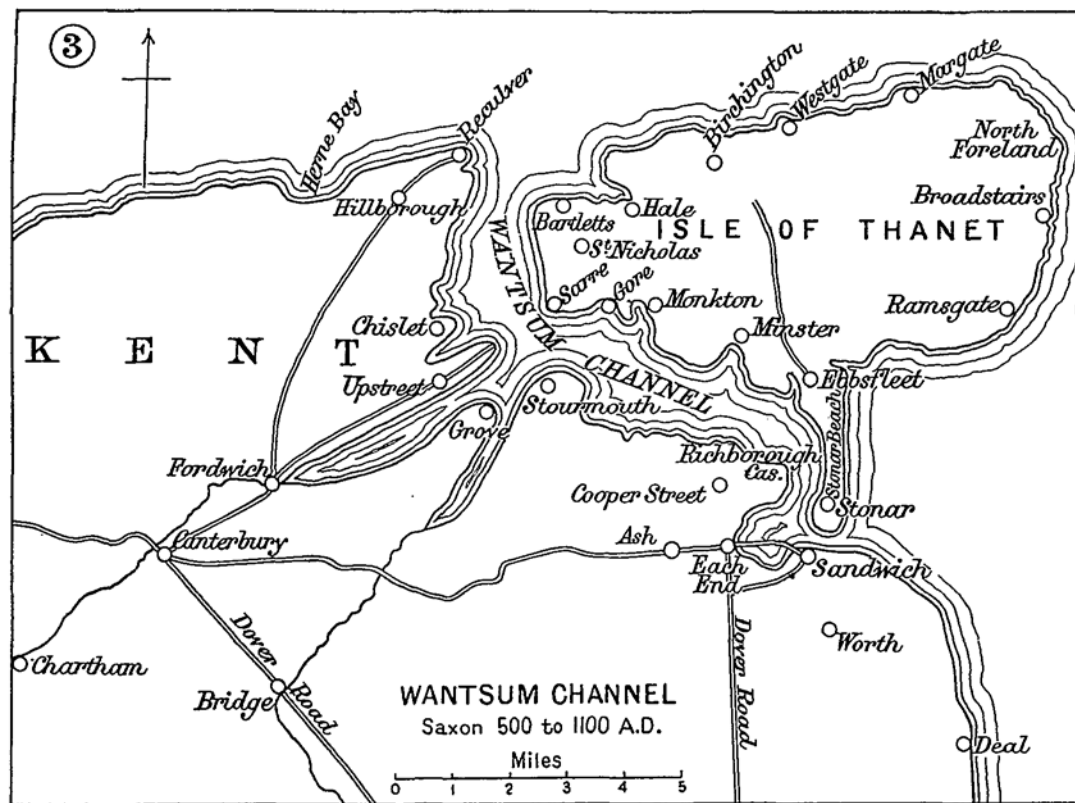 3
Herne Bay
Reculver
Hillborough
Birchington
Westgate
Margate
North
Foreland
Broadstairs
Bartletts
Hale
ISLE OF THANET
St. Nicholas
WANTSUM
CHANNEL
Sarre
Gore
Monkton
Ramsgate
Minster
Ebbsfleet
Chislet
KENT
Upstreet
Stourmouth
Grove
Stonar Beach
Richborough
Cas.
Fordwich
Cooper Street
Stonar
Canterbury
Ash
Each
End
Sandwich
Chartham
Dover
Road
Bridge
Dover Road
Worth
Deal
WANTSUM CHANNEL
Saxon 500 to 1100 A.D.
Miles
0 1 2 3 4 5